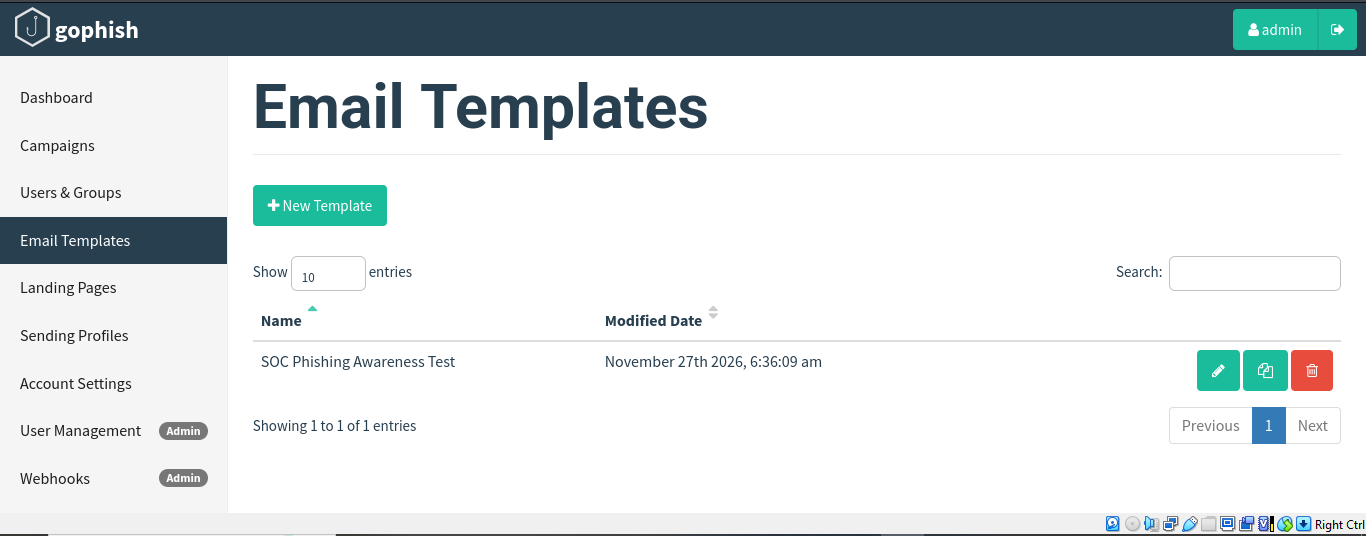 gophish
admin
Dashboard
Campaigns
Users & Groups
Email Templates
Landing Pages
Sending Profiles
Account Settings
User Management Admin
Webhooks Admin
Email Templates
New Template
Show 10 entries
Search:
Name Modified Date
SOC Phishing Awareness Test November 27th 2026, 6:36:09 am
Showing 1 to 1 of 1 entries
Previous 1 Next
Right Ctrl